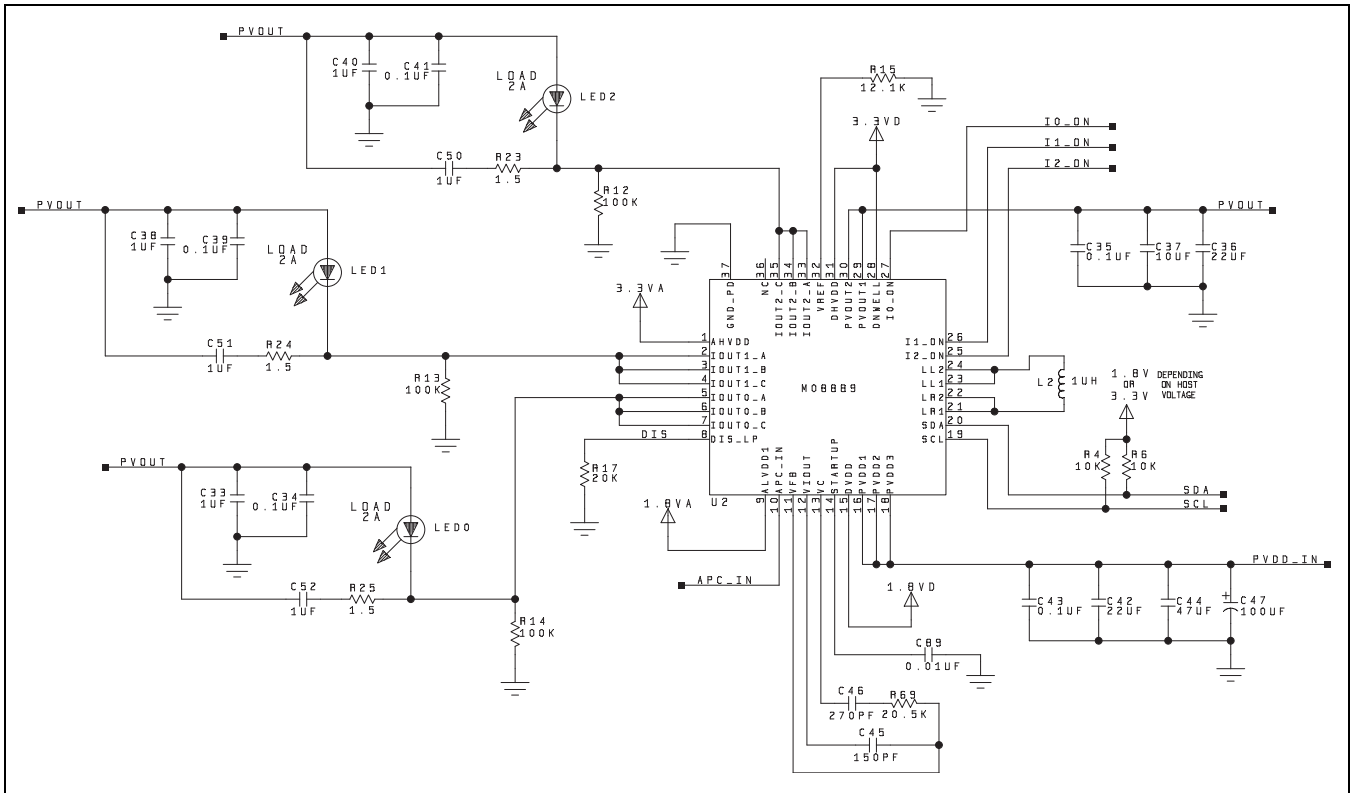 PVOUT
C40
1UF
C41
0.1UF
LOAD
2A
LED2
C50
1UF
R23
1.5
R12
100K
R15
12.1K
3.3VD
I0_ON
I1_ON
I2_ON
PVOUT
C38
1UF
C39
0.1UF
LOAD
2A
LED1
C51
1UF
R24
1.5
R13
100K
PVOUT
C35
0.1UF
C37
10UF
C36
22UF
3.3VA
37
GND_PD
36
NC
35
IOUT2_C
34
IOUT2_B
33
IOUT2_A
32
VREF
31
DHVDD
30
PVOUT2
29
PVOUT1
28
DNWELL
27
IO_ON
1 AHVDD
2 IOUT1_A
3 IOUT1_B
4 IOUT1_C
5 IOUT0_A
6 IOUT0_B
7 IOUT0_C
8 DIS_LP
M08889
I1_ON 26
I2_ON 25
LL2 24
LL1 23
LR2 22
LR1 21
SDA 20
SCL 19
L2 1UH
1.8V
OR
3.3V
DEPENDING
ON HOST
VOLTAGE
DIS
R17
20K
U2
9
ALVDD1
10
APC_IN
11
VFB
12
VIOUT
13
VC
14
STARTUP
15
DVDD
16
PVDD1
17
PVDD2
18
PVDD3
R4
10K
R6
10K
SDA
SCL
PVOUT
C33
1UF
C34
0.1UF
LOAD
2A
LED0
C52
1UF
R25
1.5
R14
100K
1.8VA
APC_IN
1.8VD
PVDD_IN
C43
0.1UF
C42
22UF
C44
47UF
+
C47
100UF
C89
0.01UF
C46
270PF
R69
20.5K
C45
150PF